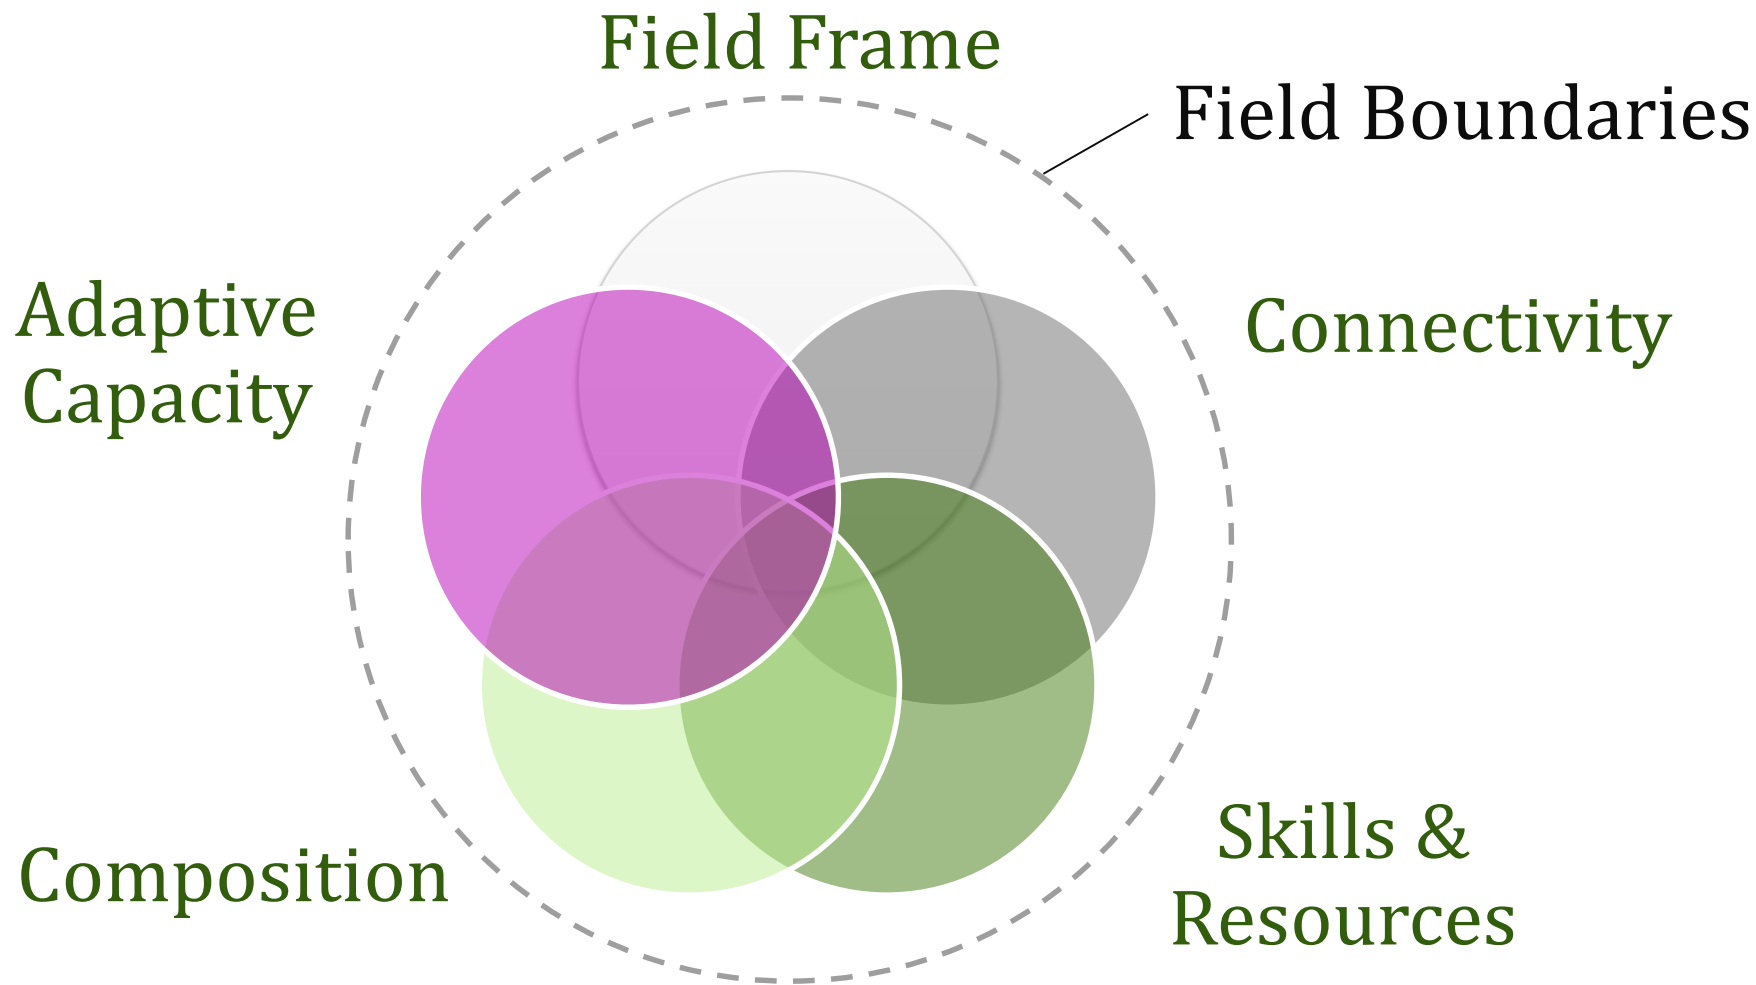 Field Frame
Field Boundaries
Adaptive
Capacity
Connectivity
Composition
Skills &
Resources